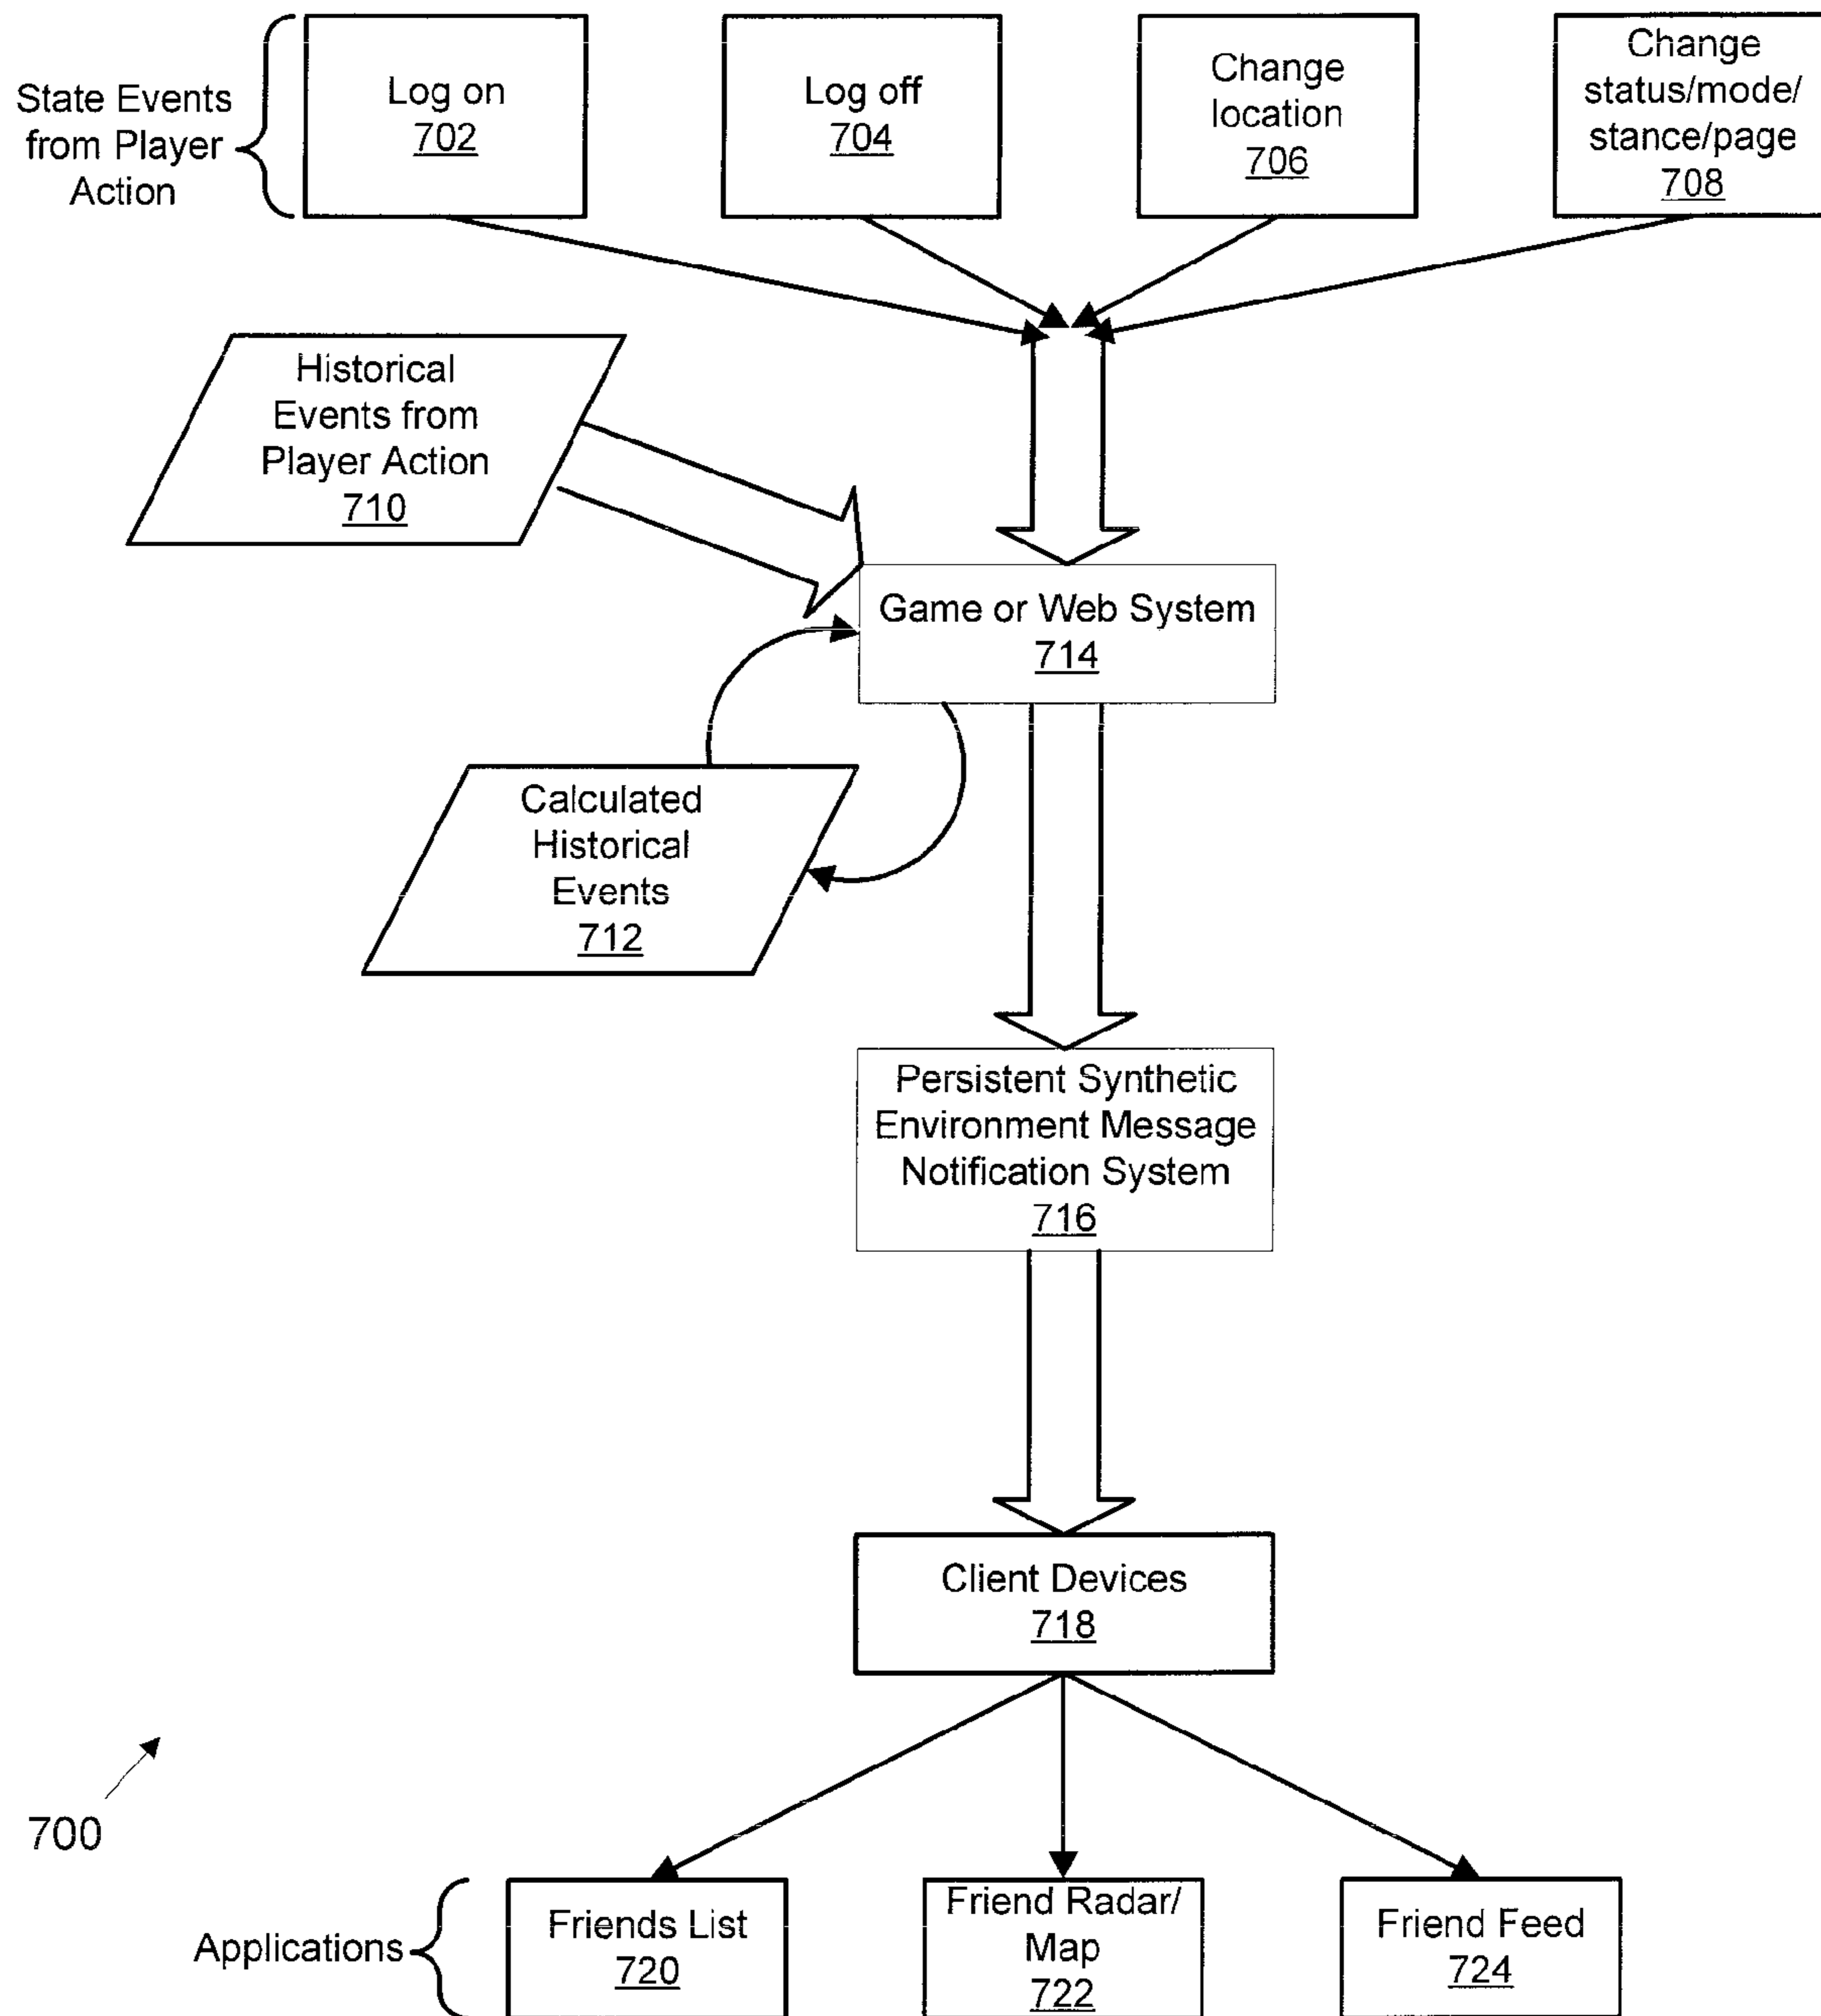 State Events
from Player
Action
Log on
702
Log off
704
Change
location
706
Change
status/mode/
stance/page
708
Historical
Events from
Player Action
710
Game or Web System
714
Calculated
Historical
Events
712
Persistent Synthetic
Environment Message
Notification System
716
Client Devices
718
700
Applications
Friends List
720
Friend Radar/
Map
722
Friend Feed
724